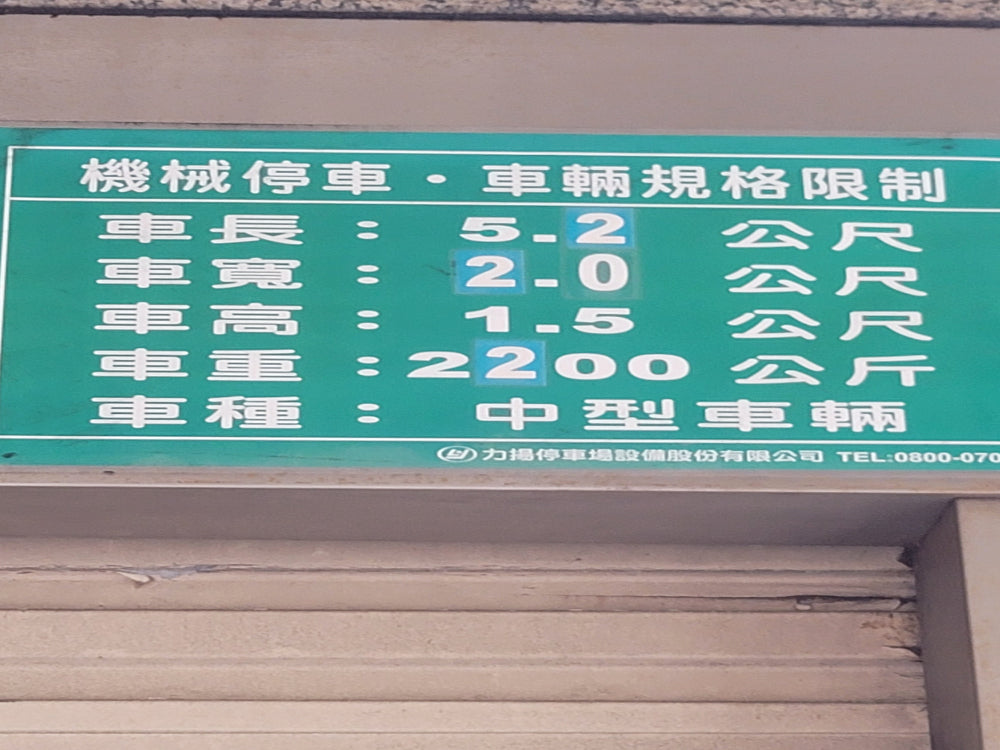 機械停車・車輛規格限制
車長：5.2 公尺
車寬：2.0 公尺
車高：1.5 公尺
車重：2200 公斤
車種：中型車輛
力揚停車場設備股份有限公司 TEL:0800-070